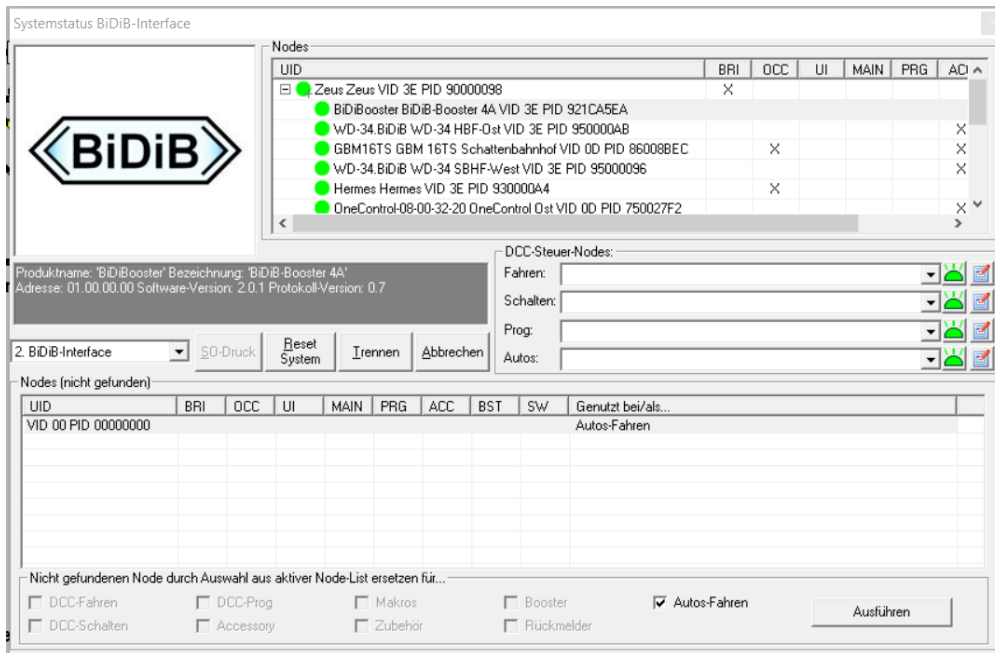 Systemstatus BiDiB-Interface
BiDiB
Nodes
UID BRI OCC UI MAIN PRG
Zeus Zeus VID 3E PID 90000098 X
BiDiBooster BiDiB-Booster 4A VID 3E PID 921CA5EA
WD-34.BiDiB WD-34 HBF-Ost VID 3E PID 950000AB X
GBM16TS GBM 16TS Schattenbahnhof VID 0D PID 86008BEC X X
WD-34.BiDiB WD-34 SBHF-West VID 3E PID 95000096 X
Hermes Hermes VID 3E PID 930000A4 X
OneControl-08-00-32-20 OneControl Ost VID 0D PID 750027F2 X
Produktname: 'BiDiBooster' Bezeichnung: 'BiDiB-Booster 4A'
Adresse: 01.00.00.00 Software-Version: 2.0.1 Protokoll-Version: 0.7
DCC-Steuer-Nodes:
Fahren:
Schalten:
Prog:
Autos:
2. BiDiB-Interface
SO-Druck
Reset
System
Trennen
Abbrechen
Nodes (nicht gefunden)
UID BRI OCC UI MAIN PRG ACC BST SW Genutzt bei/als...
VID 00 PID 00000000 Autos-Fahren
Nicht gefundenen Node durch Auswahl aus aktiver Node-List ersetzen für...
DCC-Fahren DCC-Prog Makros Booster Autos-Fahren
DCC-Schalten Accessory Zubehör Rückmelder
Ausführen